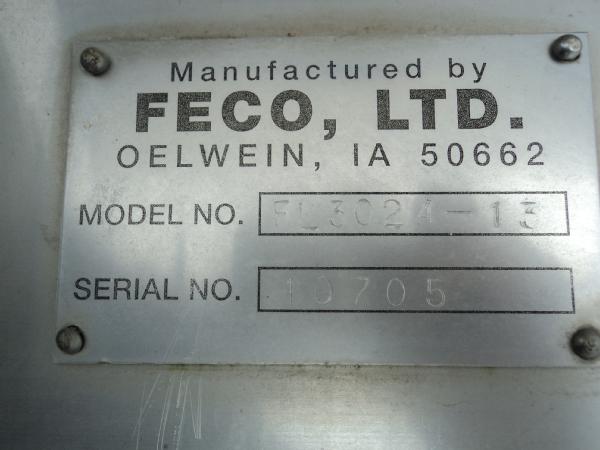 Manufactured by
FECO, LTD.
OELWEIN, IA 50662
MODEL NO. FL3024-13
SERIAL NO. 10705